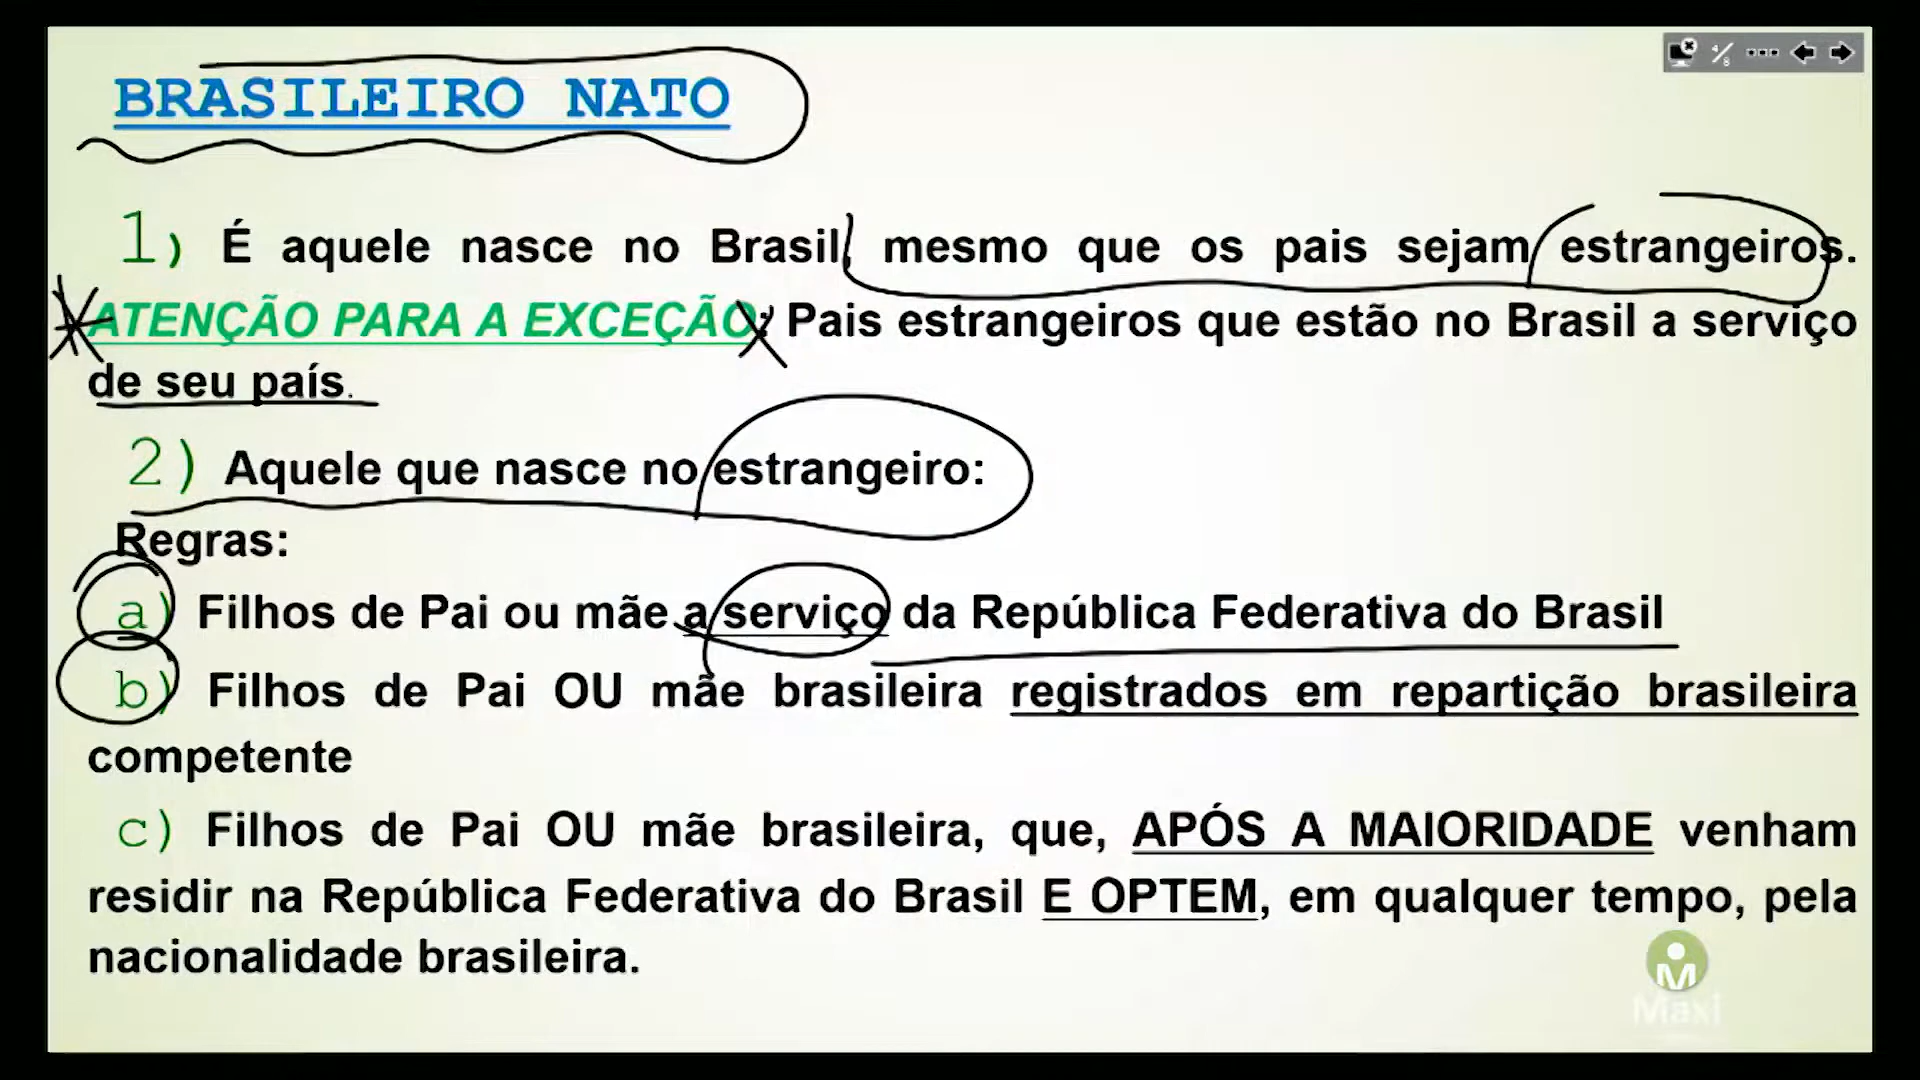 BRASILEIRO NATO
1) É aquele nasce no Brasil, mesmo que os pais sejam estrangeiros.
ATENÇÃO PARA A EXCEÇÃO: Pais estrangeiros que estão no Brasil a serviço
de seu país.
2) Aquele que nasce no estrangeiro:
Regras:
a) Filhos de Pai ou mãe a serviço da República Federativa do Brasil
b) Filhos de Pai OU mãe brasileira registrados em repartição brasileira
competente
c) Filhos de Pai OU mãe brasileira, que, APÓS A MAIORIDADE venham
residir na República Federativa do Brasil E OPTEM, em qualquer tempo, pela
nacionalidade brasileira.
M
Maxi